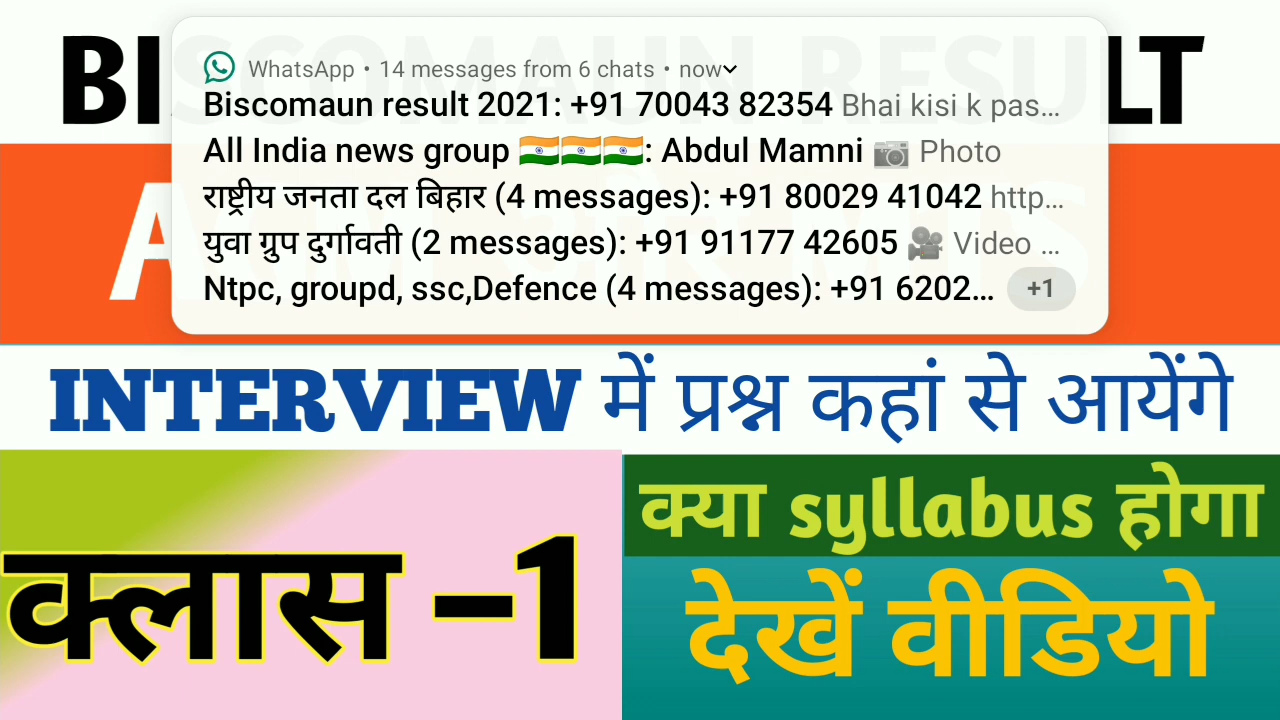 BISCOMAUN RESULT
WhatsApp • 14 messages from 6 chats • now
Biscomaun result 2021: +91 70043 82354 Bhai kisi k pas…
All India news group 🇮🇳🇮🇳🇮🇳: Abdul Mamni 📷 Photo
राष्ट्रीय जनता दल बिहार (4 messages): +91 80029 41042 http…
युवा ग्रुप दुर्गावती (2 messages): +91 91177 42605 🎥 Video …
Ntpc, groupd, ssc,Defence (4 messages): +91 6202… +1
INTERVIEW में प्रश्न कहां से आयेंगे
क्या syllabus होगा
क्लास –1
देखें वीडियो